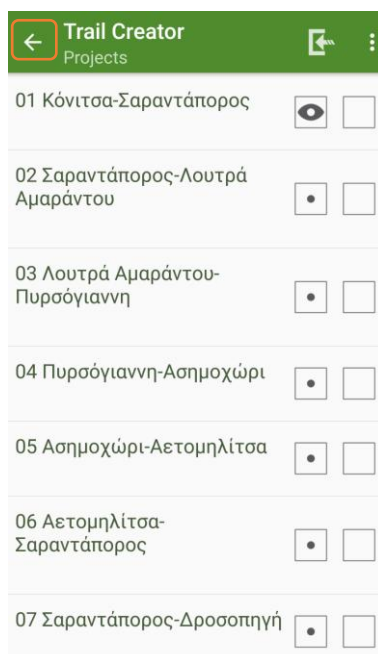 Trail Creator
Projects
01 Κόνιτσα-Σαραντάπορος
02 Σαραντάπορος-Λουτρά
Αμαράντου
03 Λουτρά Αμαράντου-
Πυρσόγιαννη
04 Πυρσόγιαννη-Ασημοχώρι
05 Ασημοχώρι-Αετομηλίτσα
06 Αετομηλίτσα-
Σαραντάπορος
07 Σαραντάπορος-Δροσοπηγή